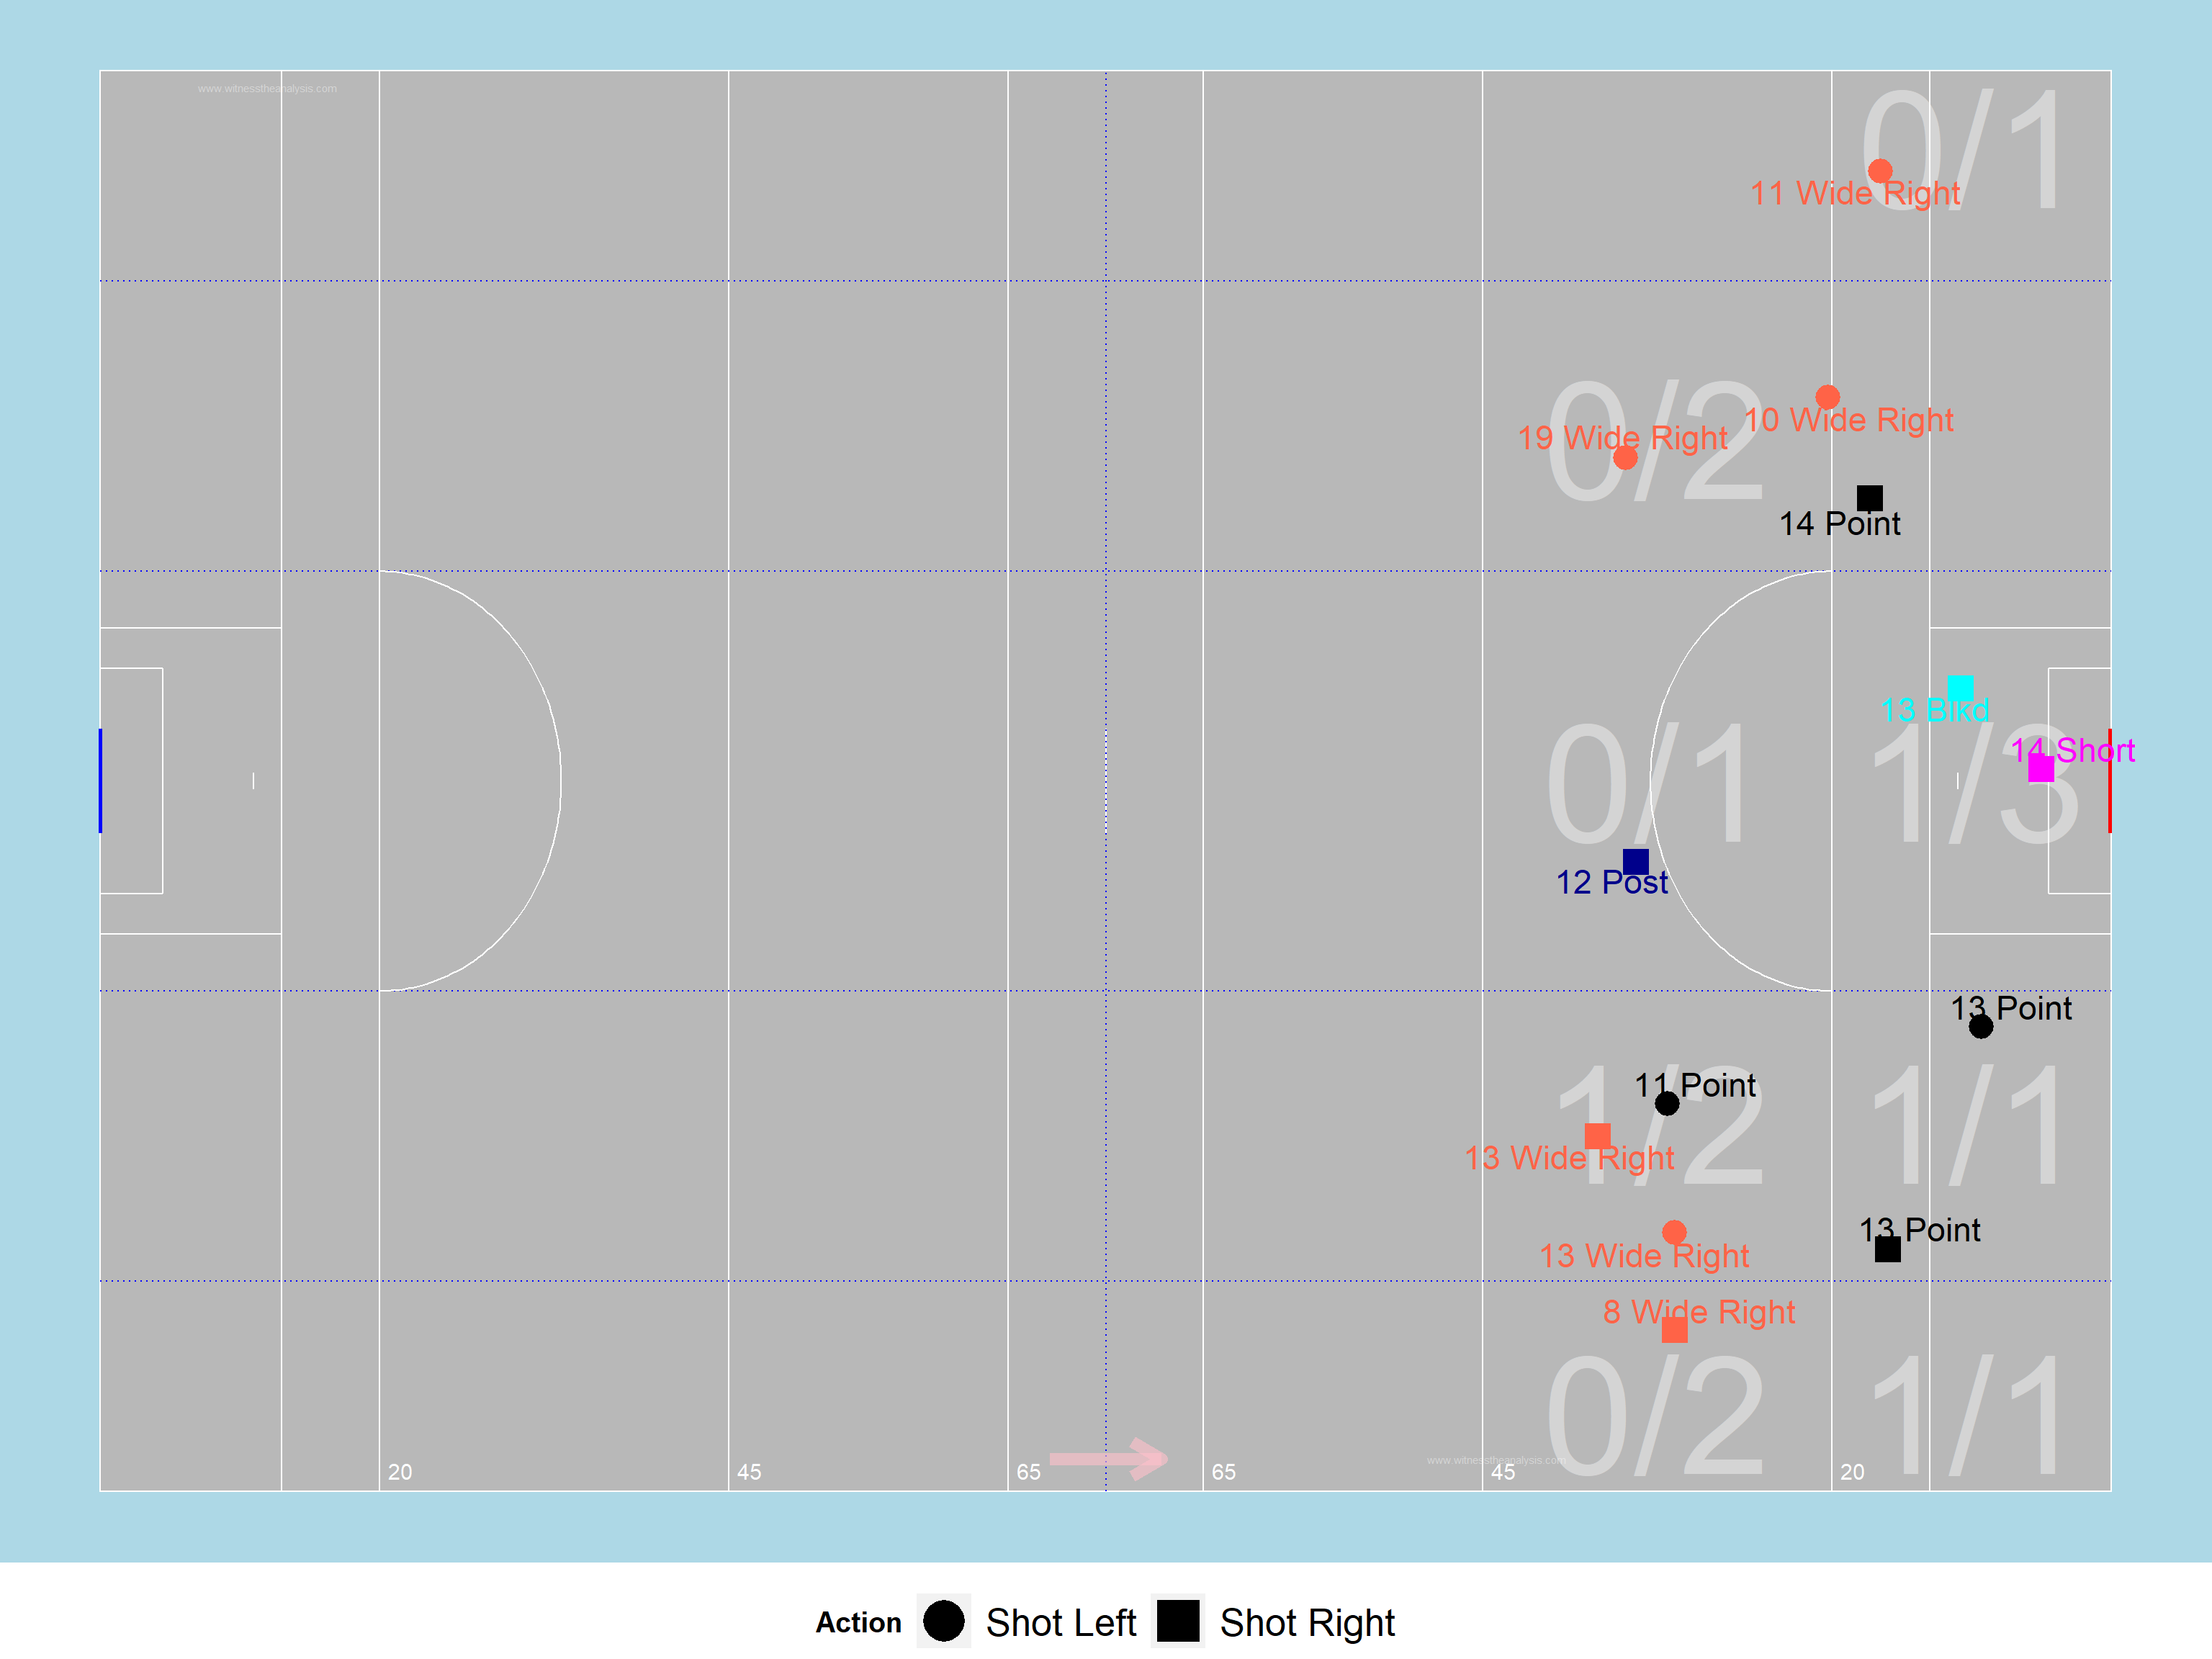 www.witnesstheanalysis.com
0/1
11 Wide Right
0/2
10 Wide Right
19 Wide Right
14 Point
13 Blkd
0/1
1/3
14 Short
12 Post
13 Point
11 Point
1/2
1/1
13 Wide Right
13 Point
13 Wide Right
8 Wide Right
0/2
1/1
www.witnesstheanalysis.com
20
45
65
65
45
20
Action Shot Left Shot Right